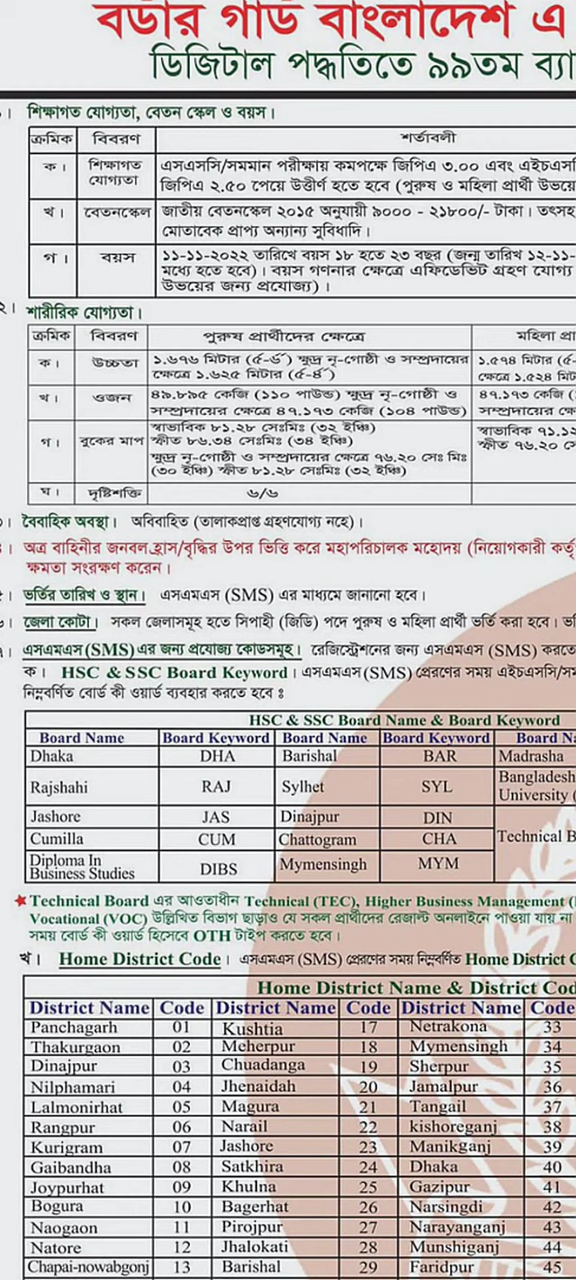 বর্ডার গার্ড বাংলাদেশ এ
ডিজিটাল পদ্ধতিতে ৯৯তম ব্যা
১। শিক্ষাগত যোগ্যতা, বেতন স্কেল ও বয়স।
ক্রমিক বিবরণ শর্তাবলী
ক। শিক্ষাগত যোগ্যতা এসএসসি/সমমান পরীক্ষায় কমপক্ষে জিপিএ ৩.০০ এবং এইচএসসি
জিপিএ ২.৫০ পেয়ে উত্তীর্ণ হতে হবে (পুরুষ ও মহিলা প্রার্থী উভয়ে
খ। বেতনস্কেল জাতীয় বেতনস্কেল ২০১৫ অনুযায়ী ৯০০০ - ২১৮০০/- টাকা। তৎসহ
মোতাবেক প্রাপ্য অন্যান্য সুবিধাদি।
গ। বয়স ১১-১১-২০২২ তারিখে বয়স ১৮ হতে ২৩ বছর (জন্ম তারিখ ১২-১১-
মধ্যে হতে হবে)। বয়স গণনার ক্ষেত্রে এফিডেভিট গ্রহণ যোগ্য
উভয়ের জন্য প্রযোজ্য)।
২। শারীরিক যোগ্যতা।
ক্রমিক বিবরণ পুরুষ প্রার্থীদের ক্ষেত্রে মহিলা প্রা
ক। উচ্চতা ১.৬৭৬ মিটার (৫-৬) ক্ষুদ্র নৃ-গোষ্ঠী ও সম্প্রদায়ের ১.৫৭৪ মিটার (৫-
ক্ষেত্রে ১.৬২৫ মিটার (৫-৪) ক্ষেত্রে ১.৫২৪ মিট
খ। ওজন ৪৯.৮৯৫ কেজি (১১০ পাউন্ড) ক্ষুদ্র নৃ-গোষ্ঠী ও ৪৭.১৭৩ কেজি (
সম্প্রদায়ের ক্ষেত্রে ৪৭.১৭৩ কেজি (১০৪ পাউন্ড) সম্প্রদায়ের ক্ষে
গ। বুকের মাপ স্বাভাবিক ৮১.২৮ সেঃমিঃ (৩২ ইঞ্চি) স্বাভাবিক ৭১.১২
স্ফীত ৮৬.৩৪ সেঃমিঃ (৩৪ ইঞ্চি) স্ফীত ৭৬.২০ সে
ক্ষুদ্র নৃ-গোষ্ঠী ও সম্প্রদায়ের ক্ষেত্রে ৭৬.২০ সেঃ মিঃ
(৩০ ইঞ্চি) স্ফীত ৮১.২৮ সেঃমিঃ (৩২ ইঞ্চি)
ঘ। দৃষ্টিশক্তি ৬/৬
৩। বৈবাহিক অবস্থা। অবিবাহিত (তালাকপ্রাপ্ত গ্রহণযোগ্য নহে)।
৪। অত্র বাহিনীর জনবল হ্রাস/বৃদ্ধির উপর ভিত্তি করে মহাপরিচালক মহোদয় (নিয়োগকারী কর্তৃ
ক্ষমতা সংরক্ষণ করেন।
৫। ভর্তির তারিখ ও স্থান। এসএমএস (SMS) এর মাধ্যমে জানানো হবে।
৬। জেলা কোটা। সকল জেলাসমূহ হতে সিপাহী (জিডি) পদে পুরুষ ও মহিলা প্রার্থী ভর্তি করা হবে। ভর্তি
৭। এসএমএস (SMS) এর জন্য প্রযোজ্য কোডসমূহ। রেজিস্ট্রেশনের জন্য এসএমএস (SMS) করতে
ক। HSC & SSC Board Keyword। এসএমএস (SMS) প্রেরণের সময় এইচএসসি/সম
নিম্নবর্ণিত বোর্ড কী ওয়ার্ড ব্যবহার করতে হবে ঃ
HSC & SSC Board Name & Board Keyword
Board Name Board Keyword Board Name Board Keyword Board Na
Dhaka DHA Barishal BAR Madrasha
Rajshahi RAJ Sylhet SYL Bangladesh
University (
Jashore JAS Dinajpur DIN
Cumilla CUM Chattogram CHA Technical B
Diploma In
Business Studies DIBS Mymensingh MYM
★Technical Board এর আওতাধীন Technical (TEC), Higher Business Management (
Vocational (VOC) উল্লিখিত বিভাগ ছাড়াও যে সকল প্রার্থীদের রেজাল্ট অনলাইনে পাওয়া যায় না
সময় বোর্ড কী ওয়ার্ড হিসেবে OTH টাইপ করতে হবে।
খ। Home District Code। এসএমএস (SMS) প্রেরণের সময় নিম্নবর্ণিত Home District C
Home District Name & District Cod
District Name Code District Name Code District Name Code
Panchagarh 01 Kushtia 17 Netrakona 33
Thakurgaon 02 Meherpur 18 Mymensingh 34
Dinajpur 03 Chuadanga 19 Sherpur 35
Nilphamari 04 Jhenaidah 20 Jamalpur 36
Lalmonirhat 05 Magura 21 Tangail 37
Rangpur 06 Narail 22 kishoreganj 38
Kurigram 07 Jashore 23 Manikganj 39
Gaibandha 08 Satkhira 24 Dhaka 40
Joypurhat 09 Khulna 25 Gazipur 41
Bogura 10 Bagerhat 26 Narsingdi 42
Naogaon 11 Pirojpur 27 Narayanganj 43
Natore 12 Jhalokati 28 Munshiganj 44
Chapai-nowabgonj 13 Barishal 29 Faridpur 45